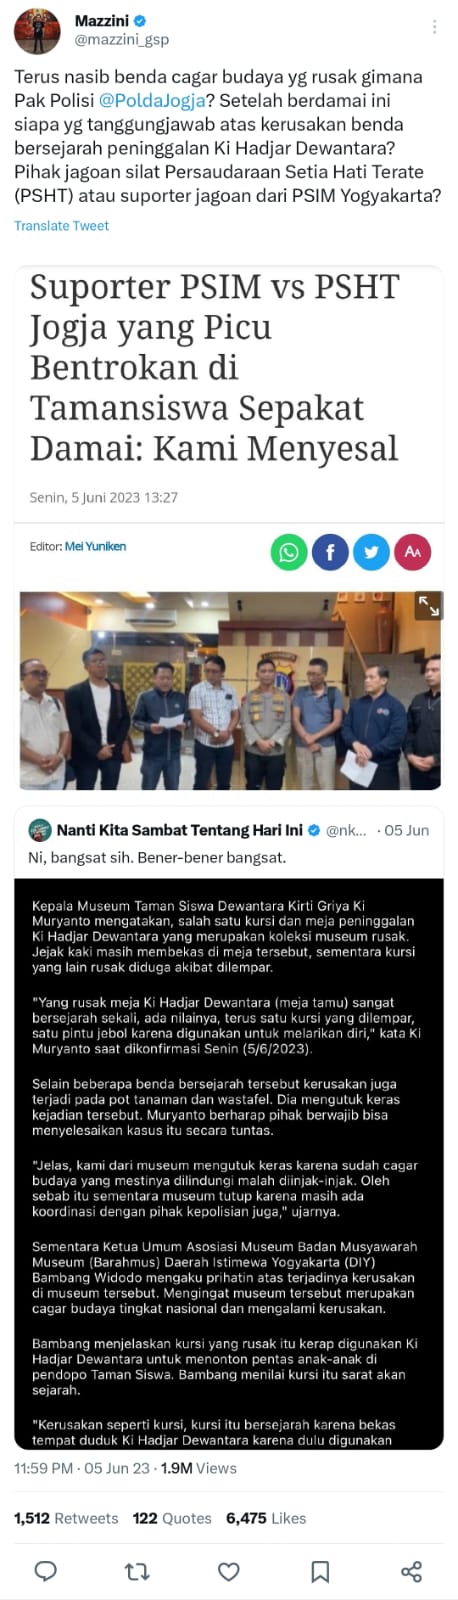 Mazzini
@mazzini_gsp
Terus nasib benda cagar budaya yg rusak gimana
Pak Polisi @PoldaJogja? Setelah berdamai ini
siapa yg tanggungjawab atas kerusakan benda
bersejarah peninggalan Ki Hadjar Dewantara?
Pihak jagoan silat Persaudaraan Setia Hati Terate
(PSHT) atau suporter jagoan dari PSIM Yogyakarta?
Translate Tweet
Suporter PSIM vs PSHT
Jogja yang Picu
Bentrokan di
Tamansiswa Sepakat
Damai: Kami Menyesal
Senin, 5 Juni 2023 13:27
Editor: Mei Yuniken
f
AA
Nanti Kita Sambat Tentang Hari Ini @nk... · 05 Jun
Ni, bangsat sih. Bener-bener bangsat.
Kepala Museum Taman Siswa Dewantara Kirti Griya Ki
Muryanto mengatakan, salah satu kursi dan meja peninggalan
Ki Hadjar Dewantara yang merupakan koleksi museum rusak.
Jejak kaki masih membekas di meja tersebut, sementara kursi
yang lain rusak diduga akibat dilempar.
"Yang rusak meja Ki Hadjar Dewantara (meja tamu) sangat
bersejarah sekali, ada nilainya, terus satu kursi yang dilempar,
satu pintu jebol karena digunakan untuk melarikan diri," kata Ki
Muryanto saat dikonfirmasi Senin (5/6/2023).
Selain beberapa benda bersejarah tersebut kerusakan juga
terjadi pada pot tanaman dan wastafel. Dia mengutuk keras
kejadian tersebut. Muryanto berharap pihak berwajib bisa
menyelesaikan kasus itu secara tuntas.
"Jelas, kami dari museum mengutuk keras karena sudah cagar
budaya yang mestinya dilindungi malah diinjak-injak. Oleh
sebab itu sementara museum tutup karena masih ada
koordinasi dengan pihak kepolisian juga," ujarnya.
Sementara Ketua Umum Asosiasi Museum Badan Musyawarah
Museum (Barahmus) Daerah Istimewa Yogyakarta (DIY)
Bambang Widodo mengaku prihatin atas terjadinya kerusakan
di museum tersebut. Mengingat museum tersebut merupakan
cagar budaya tingkat nasional dan mengalami kerusakan.
Bambang menjelaskan kursi yang rusak itu kerap digunakan Ki
Hadjar Dewantara untuk menonton pentas anak-anak di
pendopo Taman Siswa. Bambang menilai kursi itu sarat akan
sejarah.
"Kerusakan seperti kursi, kursi itu bersejarah karena bekas
tempat duduk Ki Hadjar Dewantara karena dulu digunakan
11:59 PM · 05 Jun 23 · 1.9M Views
1,512 Retweets 122 Quotes 6,475 Likes